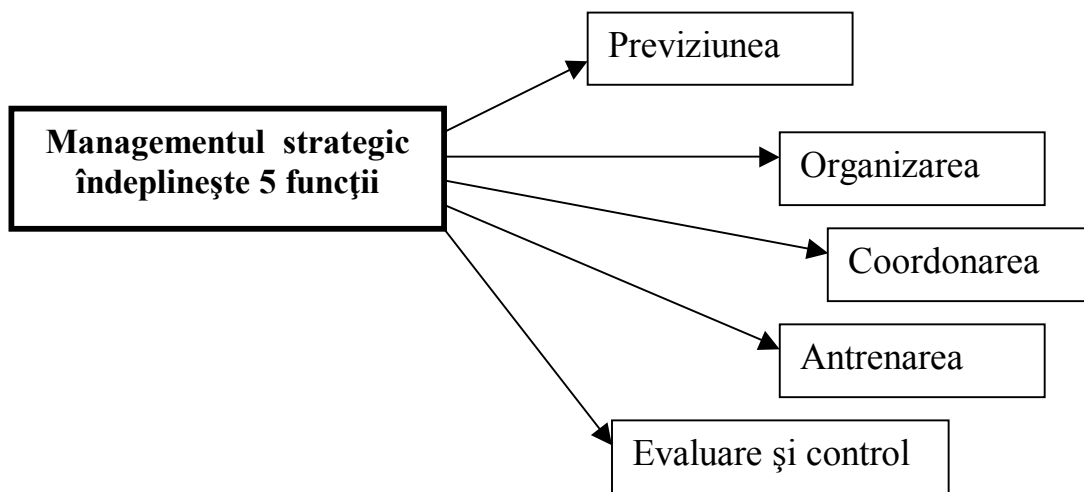 Previziunea
Managementul strategic
îndeplineşte 5 funcţii
Organizarea
Coordonarea
Antrenarea
Evaluare şi control